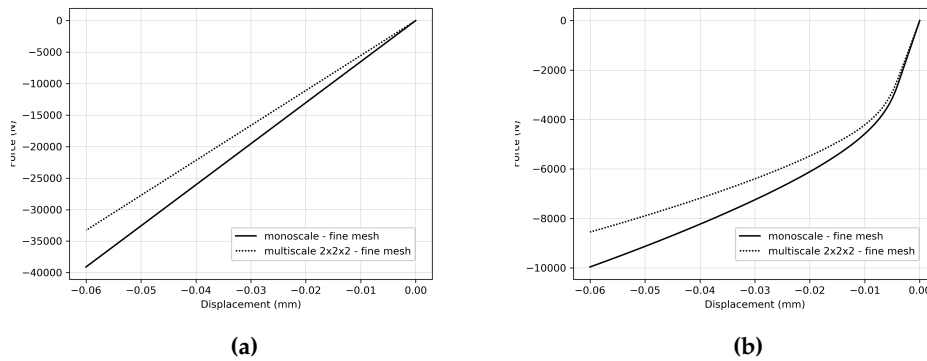 0
−5000
−10000
−15000
−20000
−25000
−30000
−35000
−40000
(N)
monoscale - fine mesh
multiscale 2x2x2 - fine mesh
−0.06 −0.05 −0.04 −0.03 −0.02 −0.01 0.00
Displacement (mm)
(a)
0
−2000
−4000
−6000
−8000
−10000
(N)
monoscale - fine mesh
multiscale 2x2x2 - fine mesh
−0.06 −0.05 −0.04 −0.03 −0.02 −0.01 0.00
Displacement (mm)
(b)